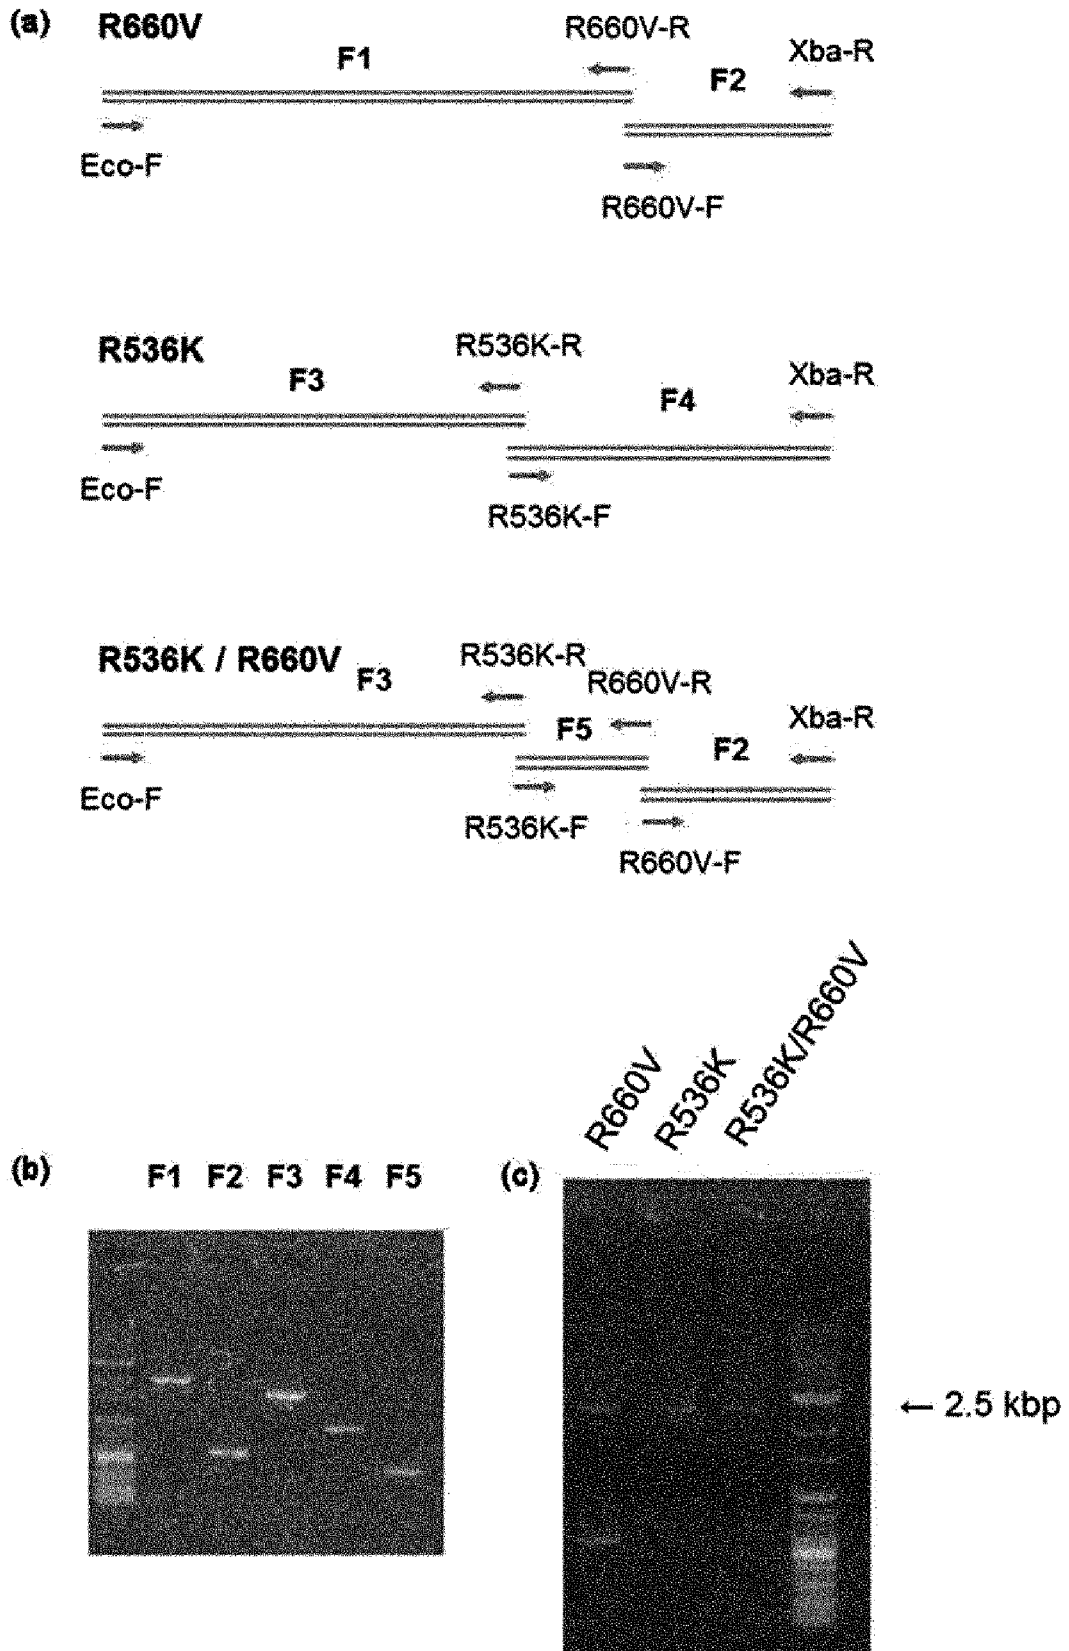 (a) R660V
F1
R660V-R
F2
Xba-R
Eco-F
R660V-F
R536K
F3
R536K-R
F4
Xba-R
Eco-F
R536K-F
R536K / R660V
F3
R536K-R
R660V-R
F5
F2
Xba-R
Eco-F
R536K-F
R660V-F
R660V
R536K
R536K/R660V
(b) F1 F2 F3 F4 F5
(c)
← 2.5 kbp